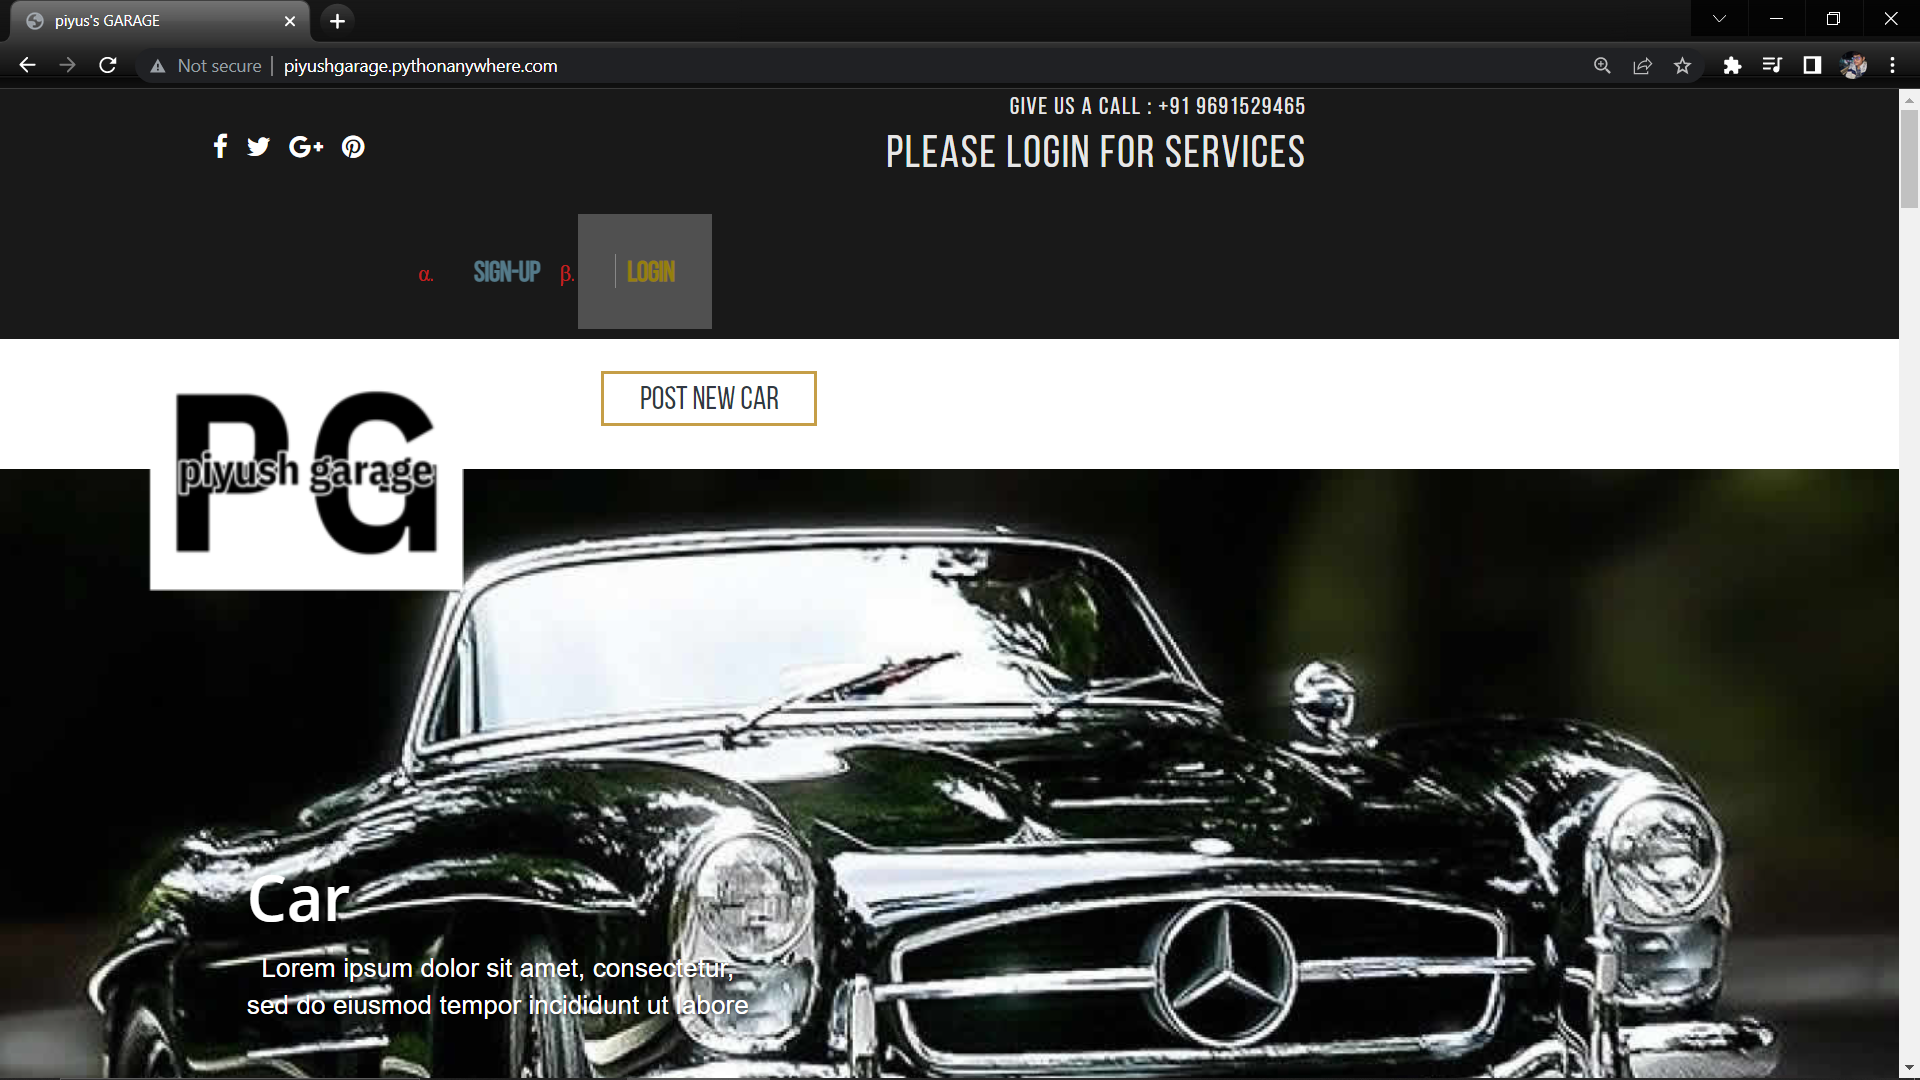 piyus's GARAGE
Not secure
piyushgarage.pythonanywhere.com
GIVE US A CALL : +91 9691529465
PLEASE LOGIN FOR SERVICES
α. SIGN-UP β. LOGIN
POST NEW CAR
PG
piyush garage
Car
Lorem ipsum dolor sit amet, consectetur,
sed do eiusmod tempor incididunt ut labore